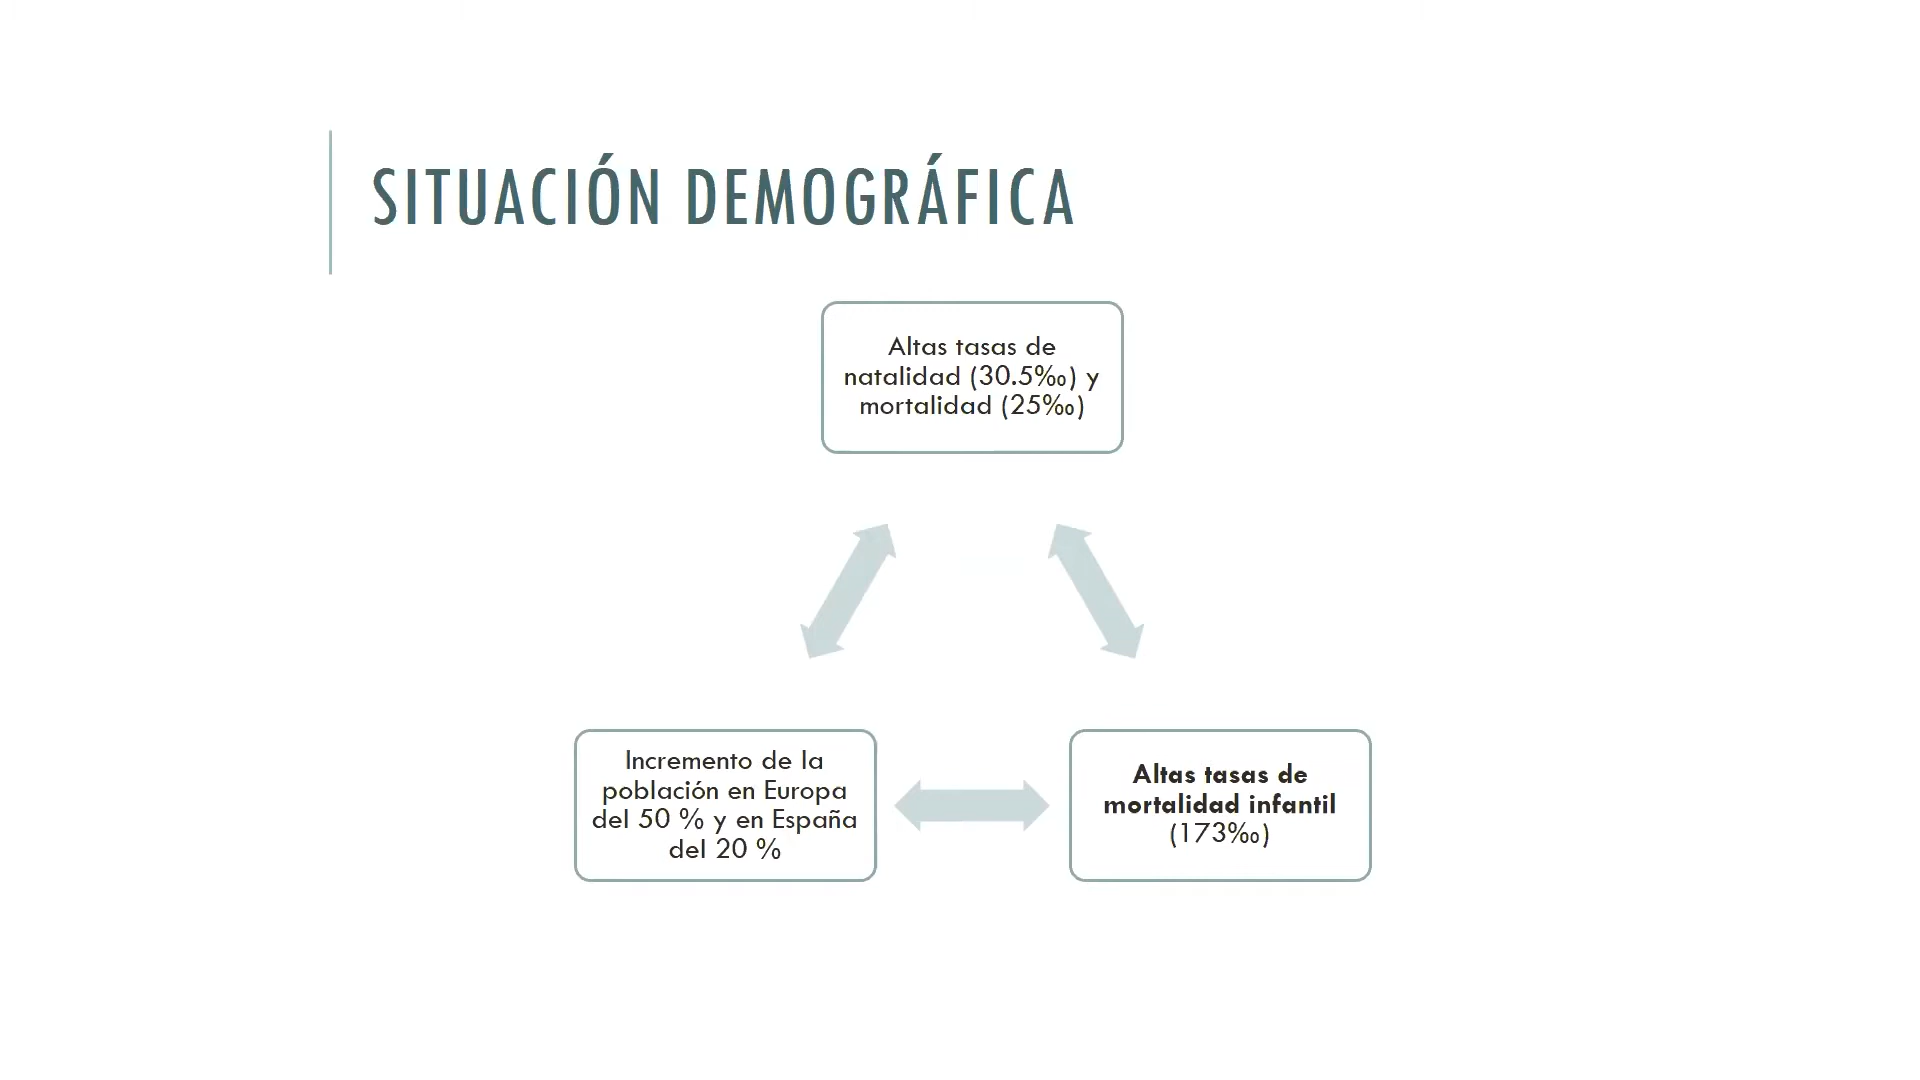 SITUACIÓN DEMOGRÁFICA
Altas tasas de
natalidad (30.5‰) y
mortalidad (25‰)
Incremento de la
población en Europa
del 50 % y en España
del 20 %
Altas tasas de
mortalidad infantil
(173‰)